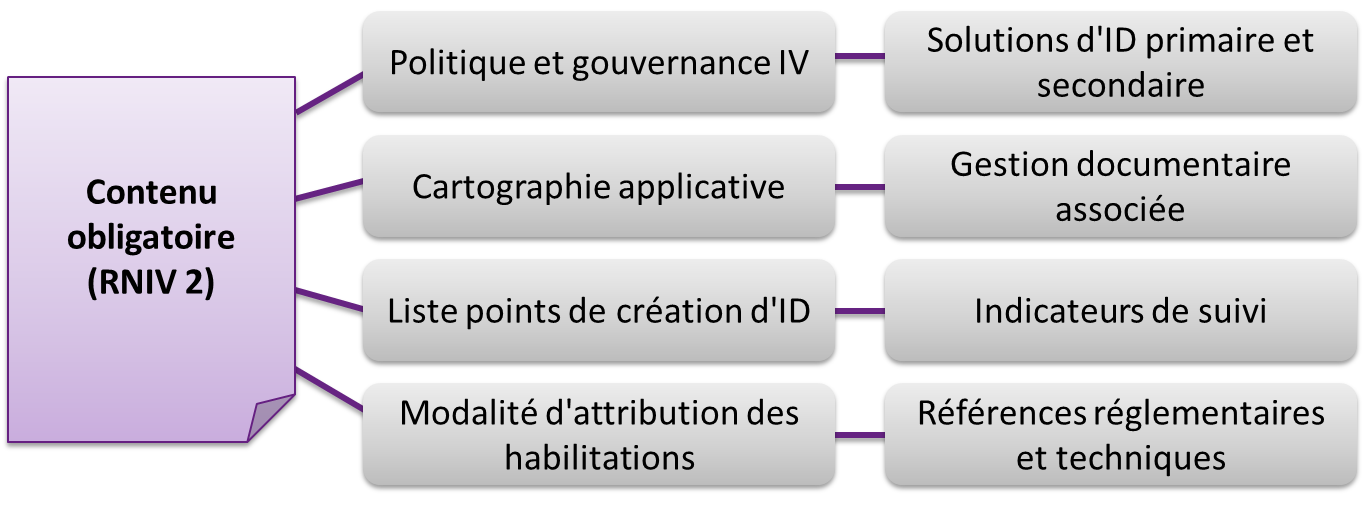 Contenu
obligatoire
(RNIV 2)
Politique et gouvernance IV
Solutions d'ID primaire et
secondaire
Cartographie applicative
Gestion documentaire
associée
Liste points de création d'ID
Indicateurs de suivi
Modalité d'attribution des
habilitations
Références réglementaires
et techniques